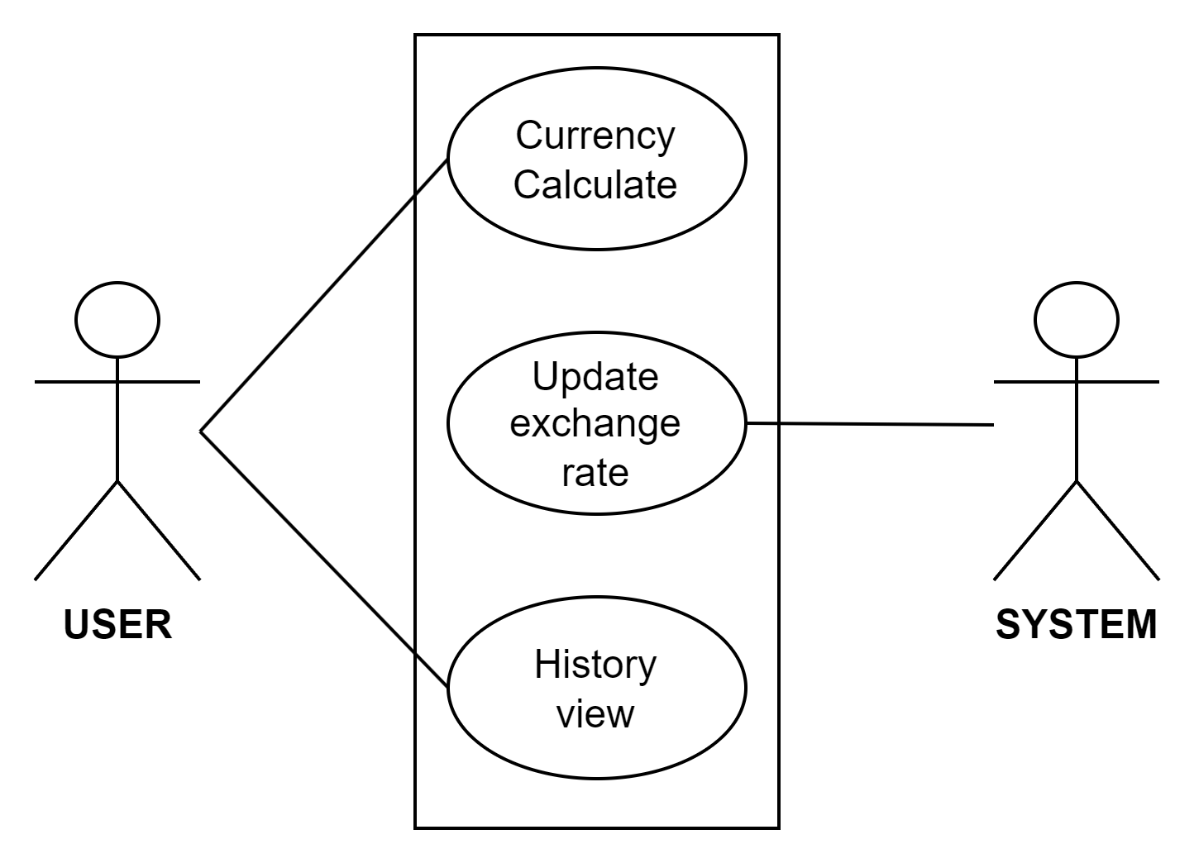 Currency
Calculate
Update
exchange
rate
USER
SYSTEM
History
view